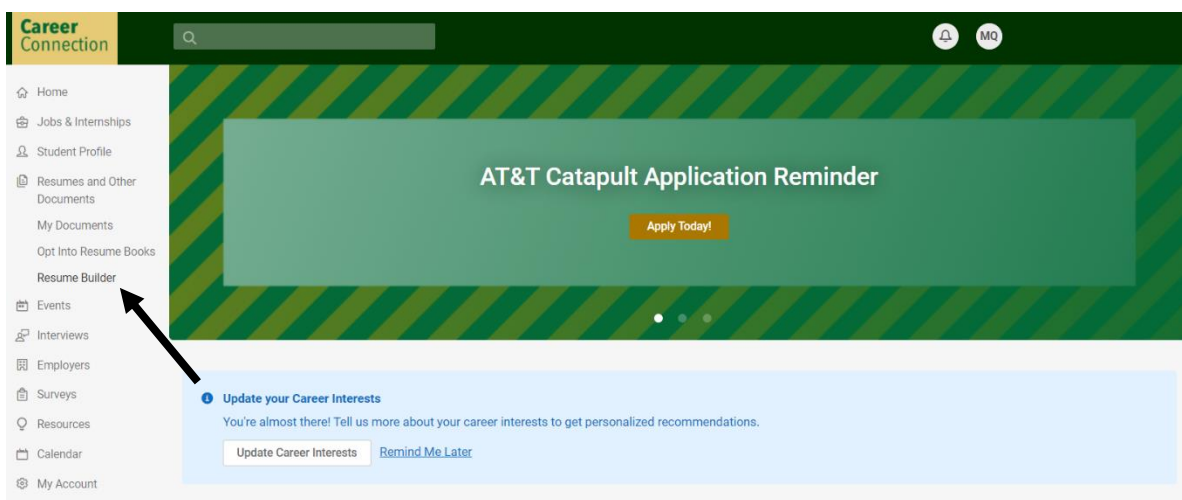 Career
Connection
MQ
Home
Jobs & Internships
Student Profile
Resumes and Other
Documents
My Documents
Opt Into Resume Books
Resume Builder
Events
Interviews
Employers
Surveys
Resources
Calendar
My Account
AT&T Catapult Application Reminder
Apply Today!
Update your Career Interests
You're almost there! Tell us more about your career interests to get personalized recommendations.
Update Career Interests Remind Me Later